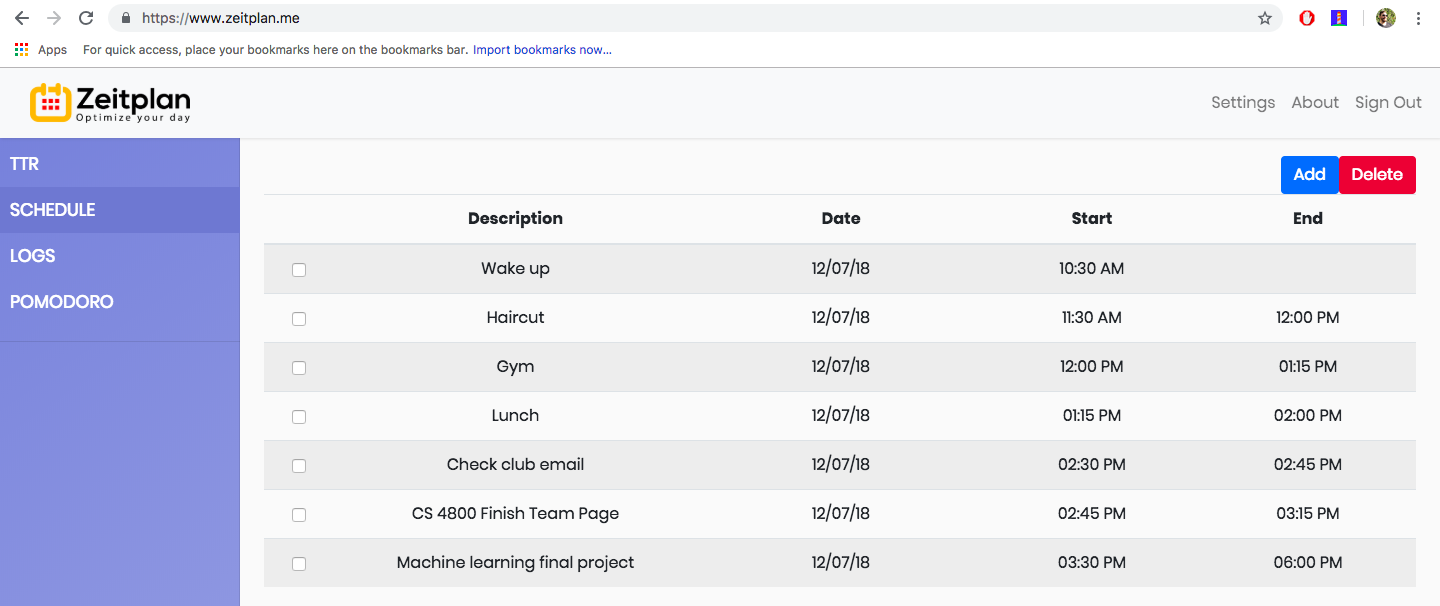 https://www.zeitplan.me
Apps For quick access, place your bookmarks here on the bookmarks bar. Import bookmarks now...
Zeitplan
Optimize your day
Settings About Sign Out
TTR
SCHEDULE
LOGS
POMODORO
Add Delete
Description Date Start End
Wake up 12/07/18 10:30 AM
Haircut 12/07/18 11:30 AM 12:00 PM
Gym 12/07/18 12:00 PM 01:15 PM
Lunch 12/07/18 01:15 PM 02:00 PM
Check club email 12/07/18 02:30 PM 02:45 PM
CS 4800 Finish Team Page 12/07/18 02:45 PM 03:15 PM
Machine learning final project 12/07/18 03:30 PM 06:00 PM